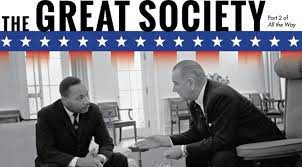 THE GREAT SOCIETY
Part 2 of
All the Way